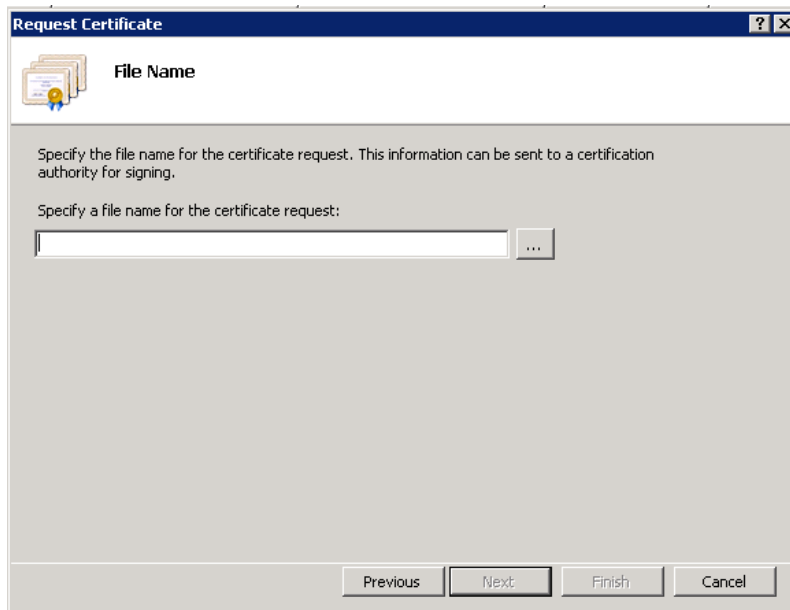 Request Certificate
File Name
Specify the file name for the certificate request. This information can be sent to a certification
authority for signing.
Specify a file name for the certificate request:
...
Previous
Next
Finish
Cancel